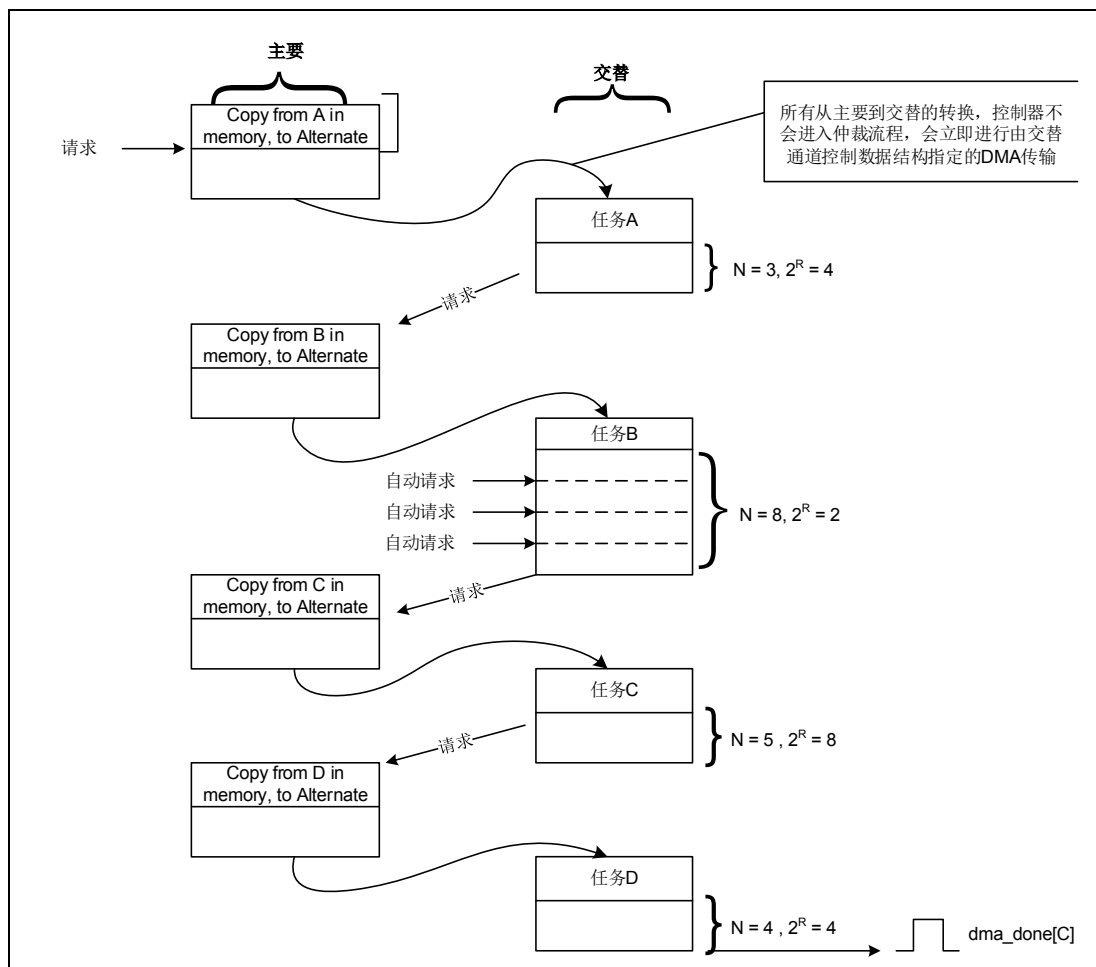 主要
交替
Copy from A in
memory, to Alternate
请求
所有从主要到交替的转换，控制器不
会进入仲裁流程，会立即进行由交替
通道控制数据结构指定的DMA传输
任务A
N = 3, 2^R = 4
请求
Copy from B in
memory, to Alternate
任务B
自动请求
自动请求
自动请求
N = 8, 2^R = 2
Copy from C in
memory, to Alternate
请求
任务C
N = 5 , 2^R = 8
请求
Copy from D in
memory, to Alternate
任务D
N = 4 , 2^R = 4
dma_done[C]